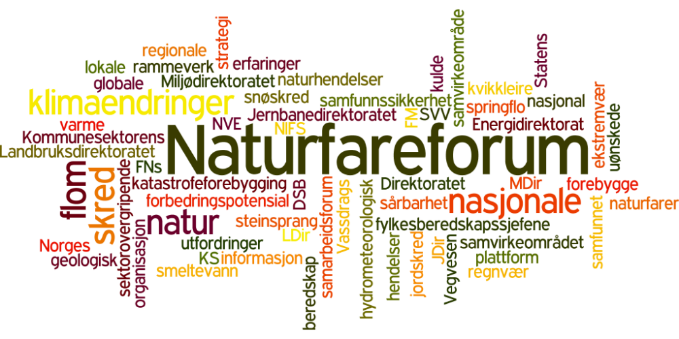 strategi
regionale
lokale
rammeverk
erfaringer
globale
Miljødirektoratet
naturhendelser
kulde
samvirkeområde
Statens
klimaendringer
snøskred
samfunnssikkerhet
kvikkleire
springflo
nasjonal
ekstremvær
uønskede
varme
NVE
Jernbanedirektoratet
NIFS
FM
SVV
Energidirektorat
Kommunesektorens
Landbruksdirektoratet
FNs
Naturfareforum
flom
skred
sektorovergripende
katastrofeforebygging
DSB
Direktoratet
MDir
forebygge
forbedringspotensial
samarbeidsforum
Vassdrags
hydrometeorologisk
sårbarhet
nasjonale
naturfarer
organisasjon
natur
steinsprang
fylkesberedskapssjefene
samfunnet
Norges
utfordringer
LDir
hendelser
jordskred
JDir
Vegvesen
samvirkeområdet
geologisk
KS
informasjon
plattform
smeltevann
beredskap
regnvær